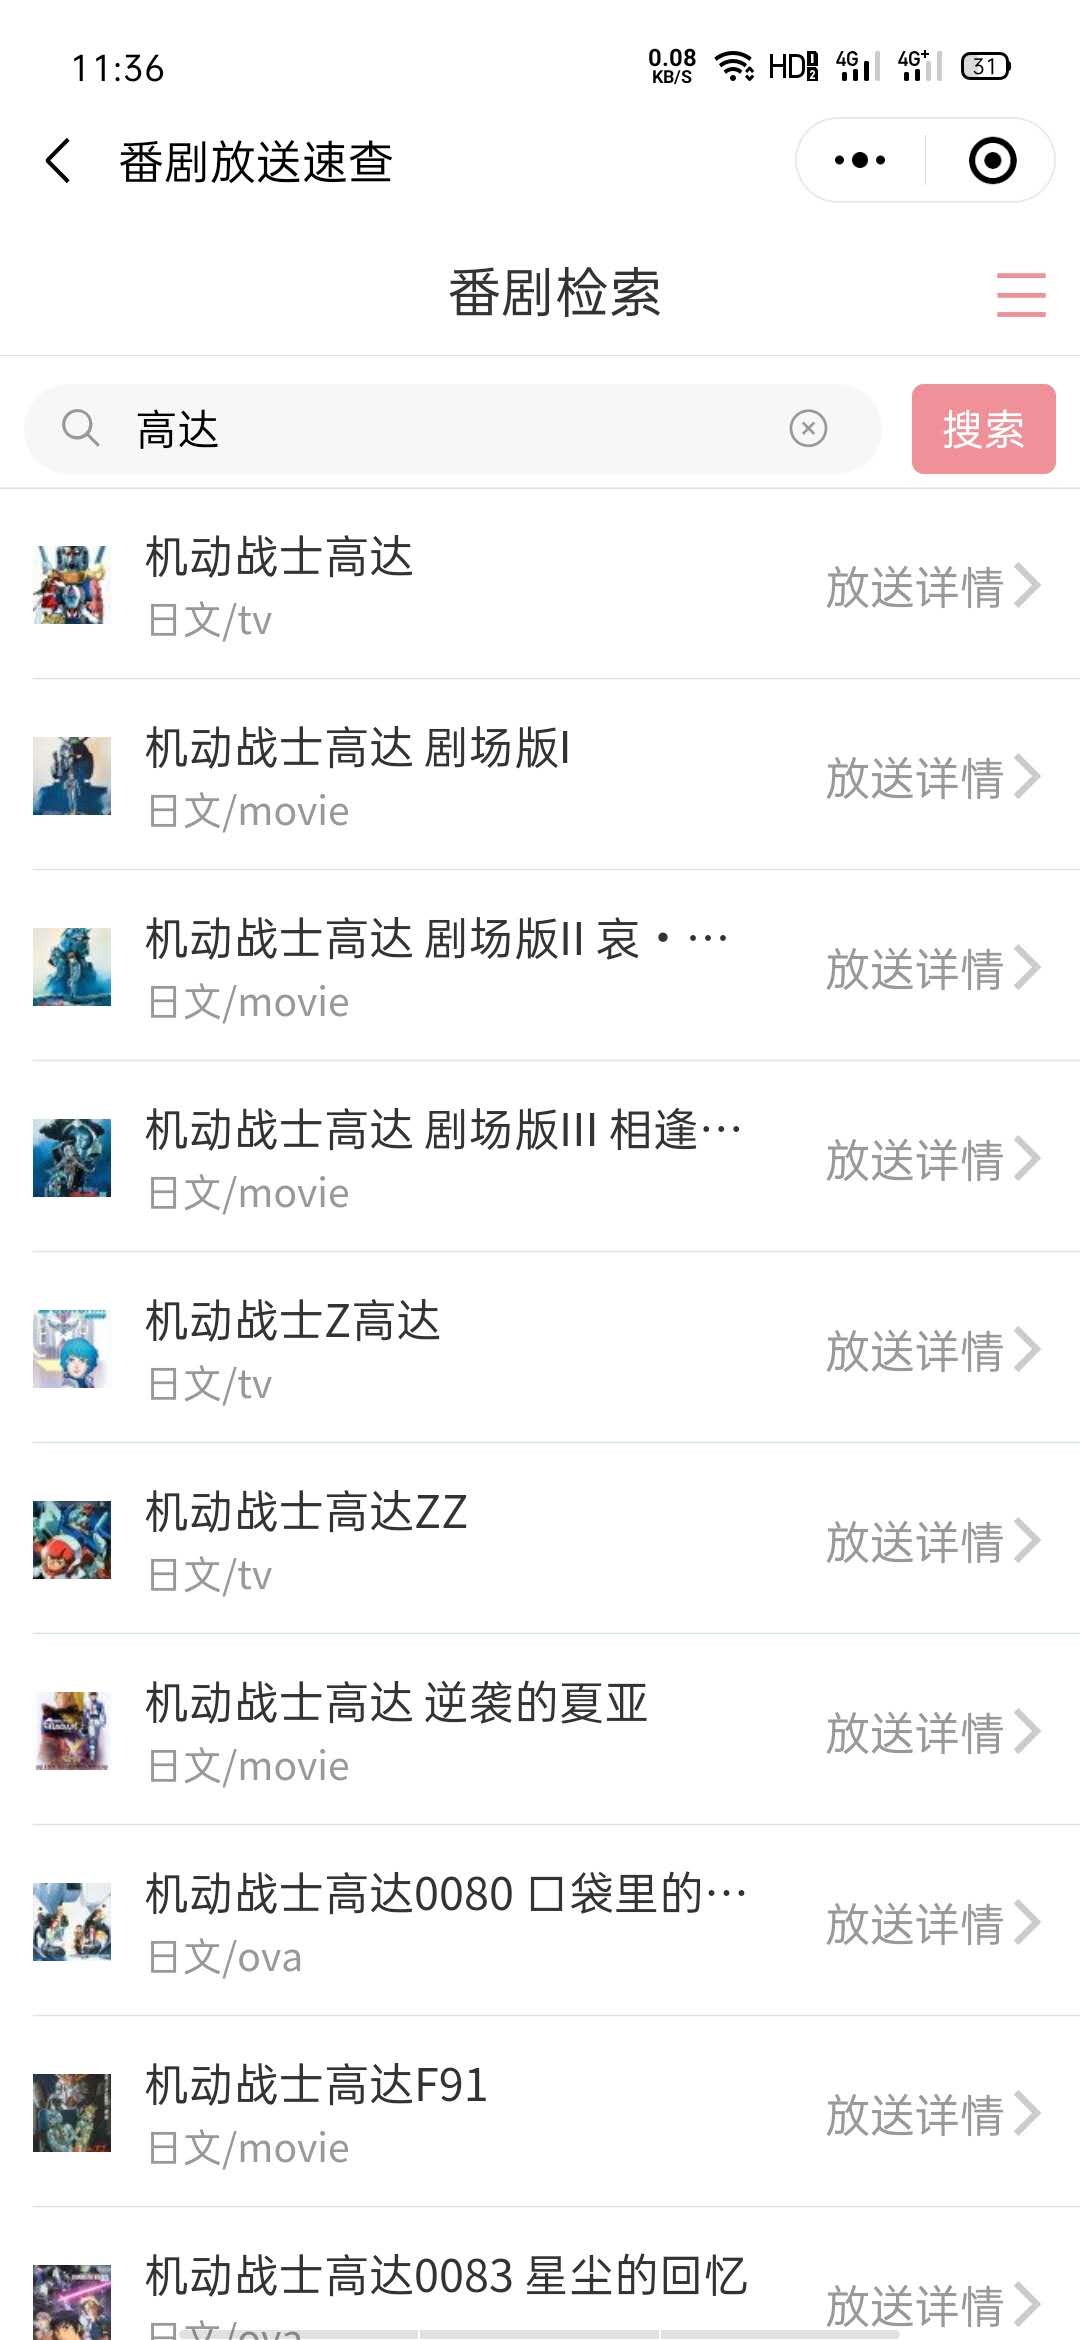 11:36
0.08 KB/S HD 1 2 4G 4G+ 31
番剧放送速查
番剧检索
高达
搜索
机动战士高达
日文/tv
放送详情
机动战士高达 剧场版I
日文/movie
放送详情
机动战士高达 剧场版II 哀·…
日文/movie
放送详情
机动战士高达 剧场版III 相逢…
日文/movie
放送详情
机动战士Z高达
日文/tv
放送详情
机动战士高达ZZ
日文/tv
放送详情
机动战士高达 逆袭的夏亚
日文/movie
放送详情
机动战士高达0080 口袋里的…
日文/ova
放送详情
机动战士高达F91
日文/movie
放送详情
机动战士高达0083 星尘的回忆
日文/ova
放送详情